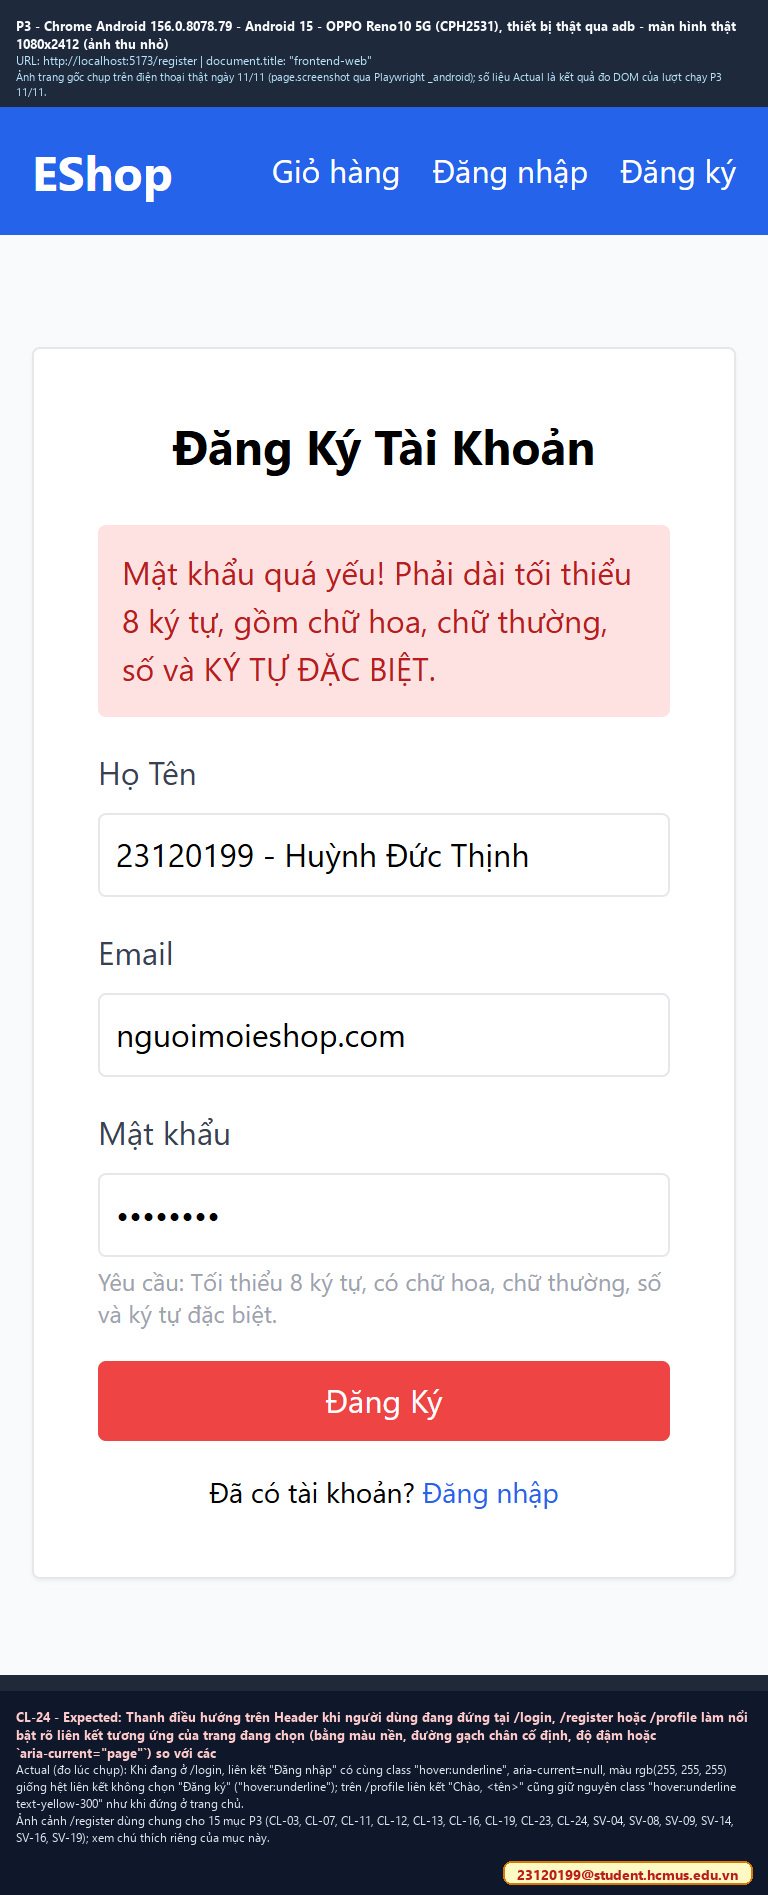 P3 - Chrome Android 156.0.8078.79 - Android 15 - OPPO Reno10 5G (CPH2531), thiết bị thật qua adb - màn hình thật
1080x2412 (ảnh thu nhỏ)
URL: http://localhost:5173/register | document.title: "frontend-web"
Ảnh trang gốc chụp trên điện thoại thật ngày 11/11 (page.screenshot qua Playwright _android); số liệu Actual là kết quả đo DOM của lượt chạy P3
11/11.
EShop
Giỏ hàng
Đăng nhập
Đăng ký
Đăng Ký Tài Khoản
Mật khẩu quá yếu! Phải dài tối thiểu
8 ký tự, gồm chữ hoa, chữ thường,
số và KÝ TỰ ĐẶC BIỆT.
Họ Tên
23120199 - Huỳnh Đức Thịnh
Email
nguoimoieshop.com
Mật khẩu
••••••••
Yêu cầu: Tối thiểu 8 ký tự, có chữ hoa, chữ thường, số
và ký tự đặc biệt.
Đăng Ký
Đã có tài khoản? Đăng nhập
CL-24 - Expected: Thanh điều hướng trên Header khi người dùng đang đứng tại /login, /register hoặc /profile làm nổi
bật rõ liên kết tương ứng của trang đang chọn (bằng màu nền, đường gạch chân cố định, độ đậm hoặc
`aria-current="page"`) so với các
Actual (đo lúc chụp): Khi đang ở /login, liên kết "Đăng nhập" có cùng class "hover:underline", aria-current=null, màu rgb(255, 255, 255)
giống hệt liên kết không chọn "Đăng ký" ("hover:underline"); trên /profile liên kết "Chào, <tên>" cũng giữ nguyên class "hover:underline
text-yellow-300" như khi đứng ở trang chủ.
Ảnh cảnh /register dùng chung cho 15 mục P3 (CL-03, CL-07, CL-11, CL-12, CL-13, CL-16, CL-19, CL-23, CL-24, SV-04, SV-08, SV-09, SV-14,
SV-16, SV-19); xem chú thích riêng của mục này.
23120199@student.hcmus.edu.vn